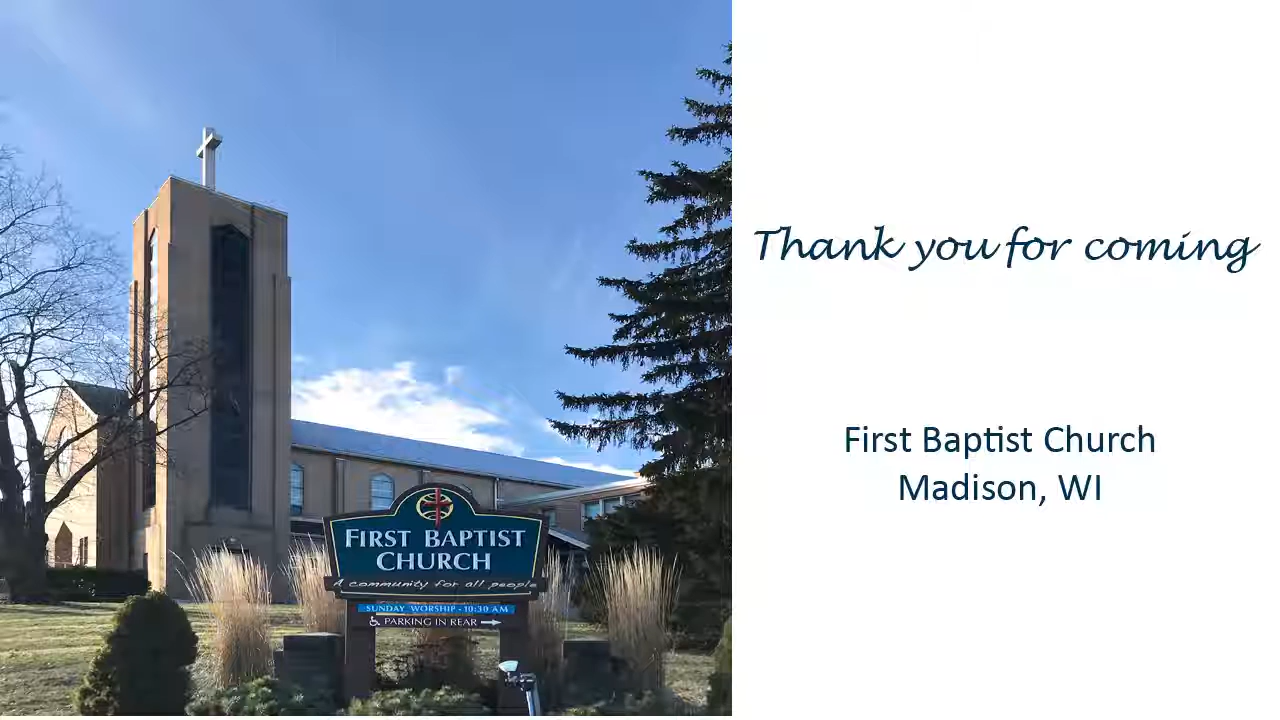 FIRST BAPTIST
CHURCH
A community for all people
SUNDAY WORSHIP - 10:30 AM
PARKING IN REAR
Thank you for coming
First Baptist Church
Madison, WI